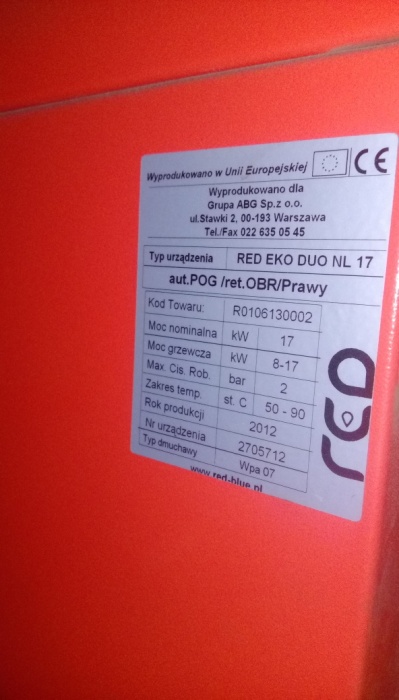 Wyprodukowano w Unii Europejskiej CE
Wyprodukowano dla
Grupa ABG Sp.z o.o.
ul.Stawki 2, 00-193 Warszawa
Tel./Fax 022 635 05 45
Typ urządzenia RED EKO DUO NL 17
aut.POG /ret.OBR/Prawy
Kod Towaru: R0106130002
Moc nominalna kW 17
Moc grzewcza kW 8-17
Max. Cis. Rob. bar 2
Zakres temp. st. C 50 - 90
Rok produkcji 2012
Nr urządzenia 2705712
Typ dmuchawy Wpa 07
www.red-blue.pl
red